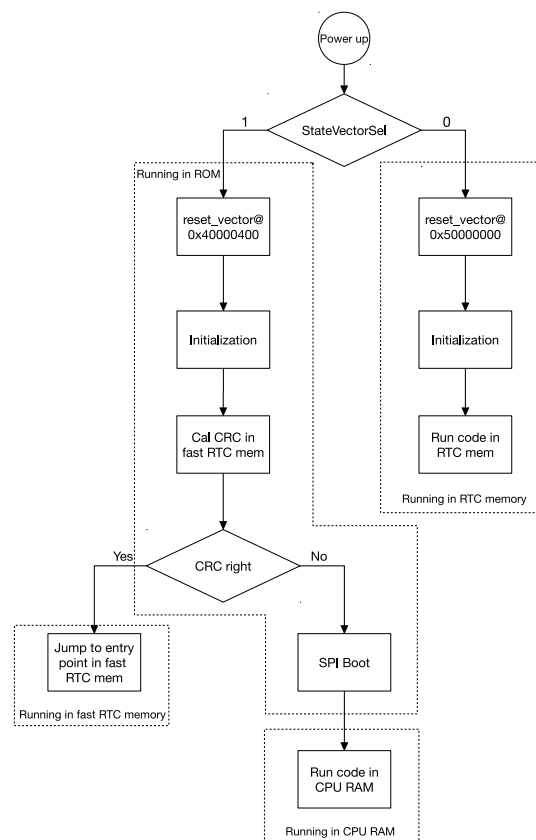 Power up
StateVectorSel
1
0
Running in ROM
reset_vector@
0x40000400
reset_vector@
0x50000000
Initialization
Initialization
Cal CRC in
fast RTC mem
Run code in
RTC mem
Running in RTC memory
Yes
CRC right
No
Jump to entry
point in fast
RTC mem
SPI Boot
Running in fast RTC memory
Run code in
CPU RAM
Running in CPU RAM